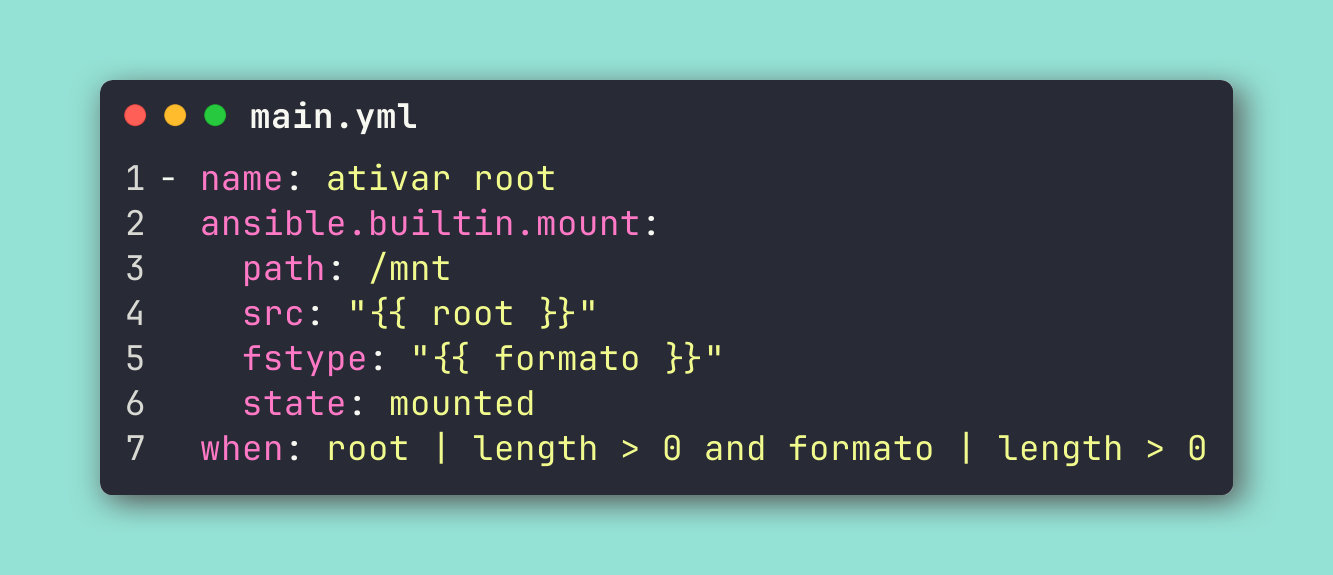 main.yml
1 - name: ativar root
2   ansible.builtin.mount:
3     path: /mnt
4     src: "{{ root }}"
5     fstype: "{{ formato }}"
6     state: mounted
7   when: root | length > 0 and formato | length > 0